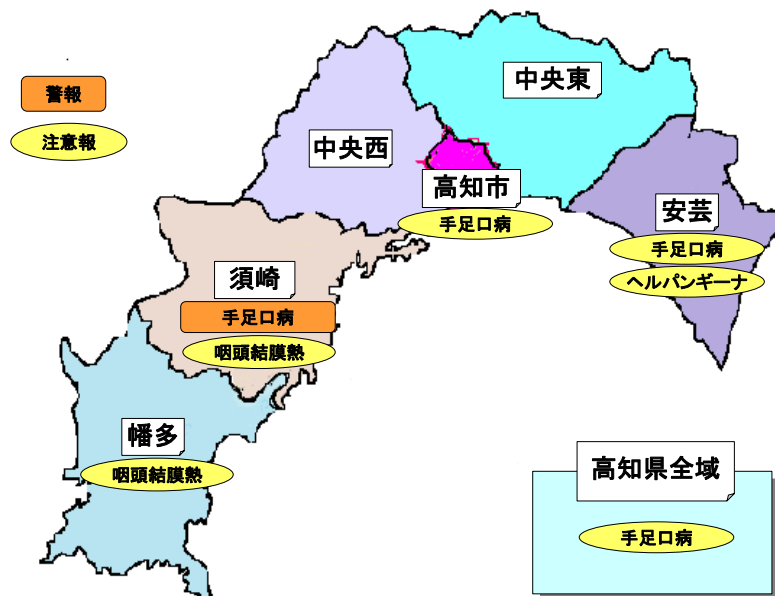 警報
注意報
中央東
中央西
高知市
手足口病
安芸
手足口病
ヘルパンギーナ
須崎
手足口病
咽頭結膜熱
幡多
咽頭結膜熱
高知県全域
手足口病